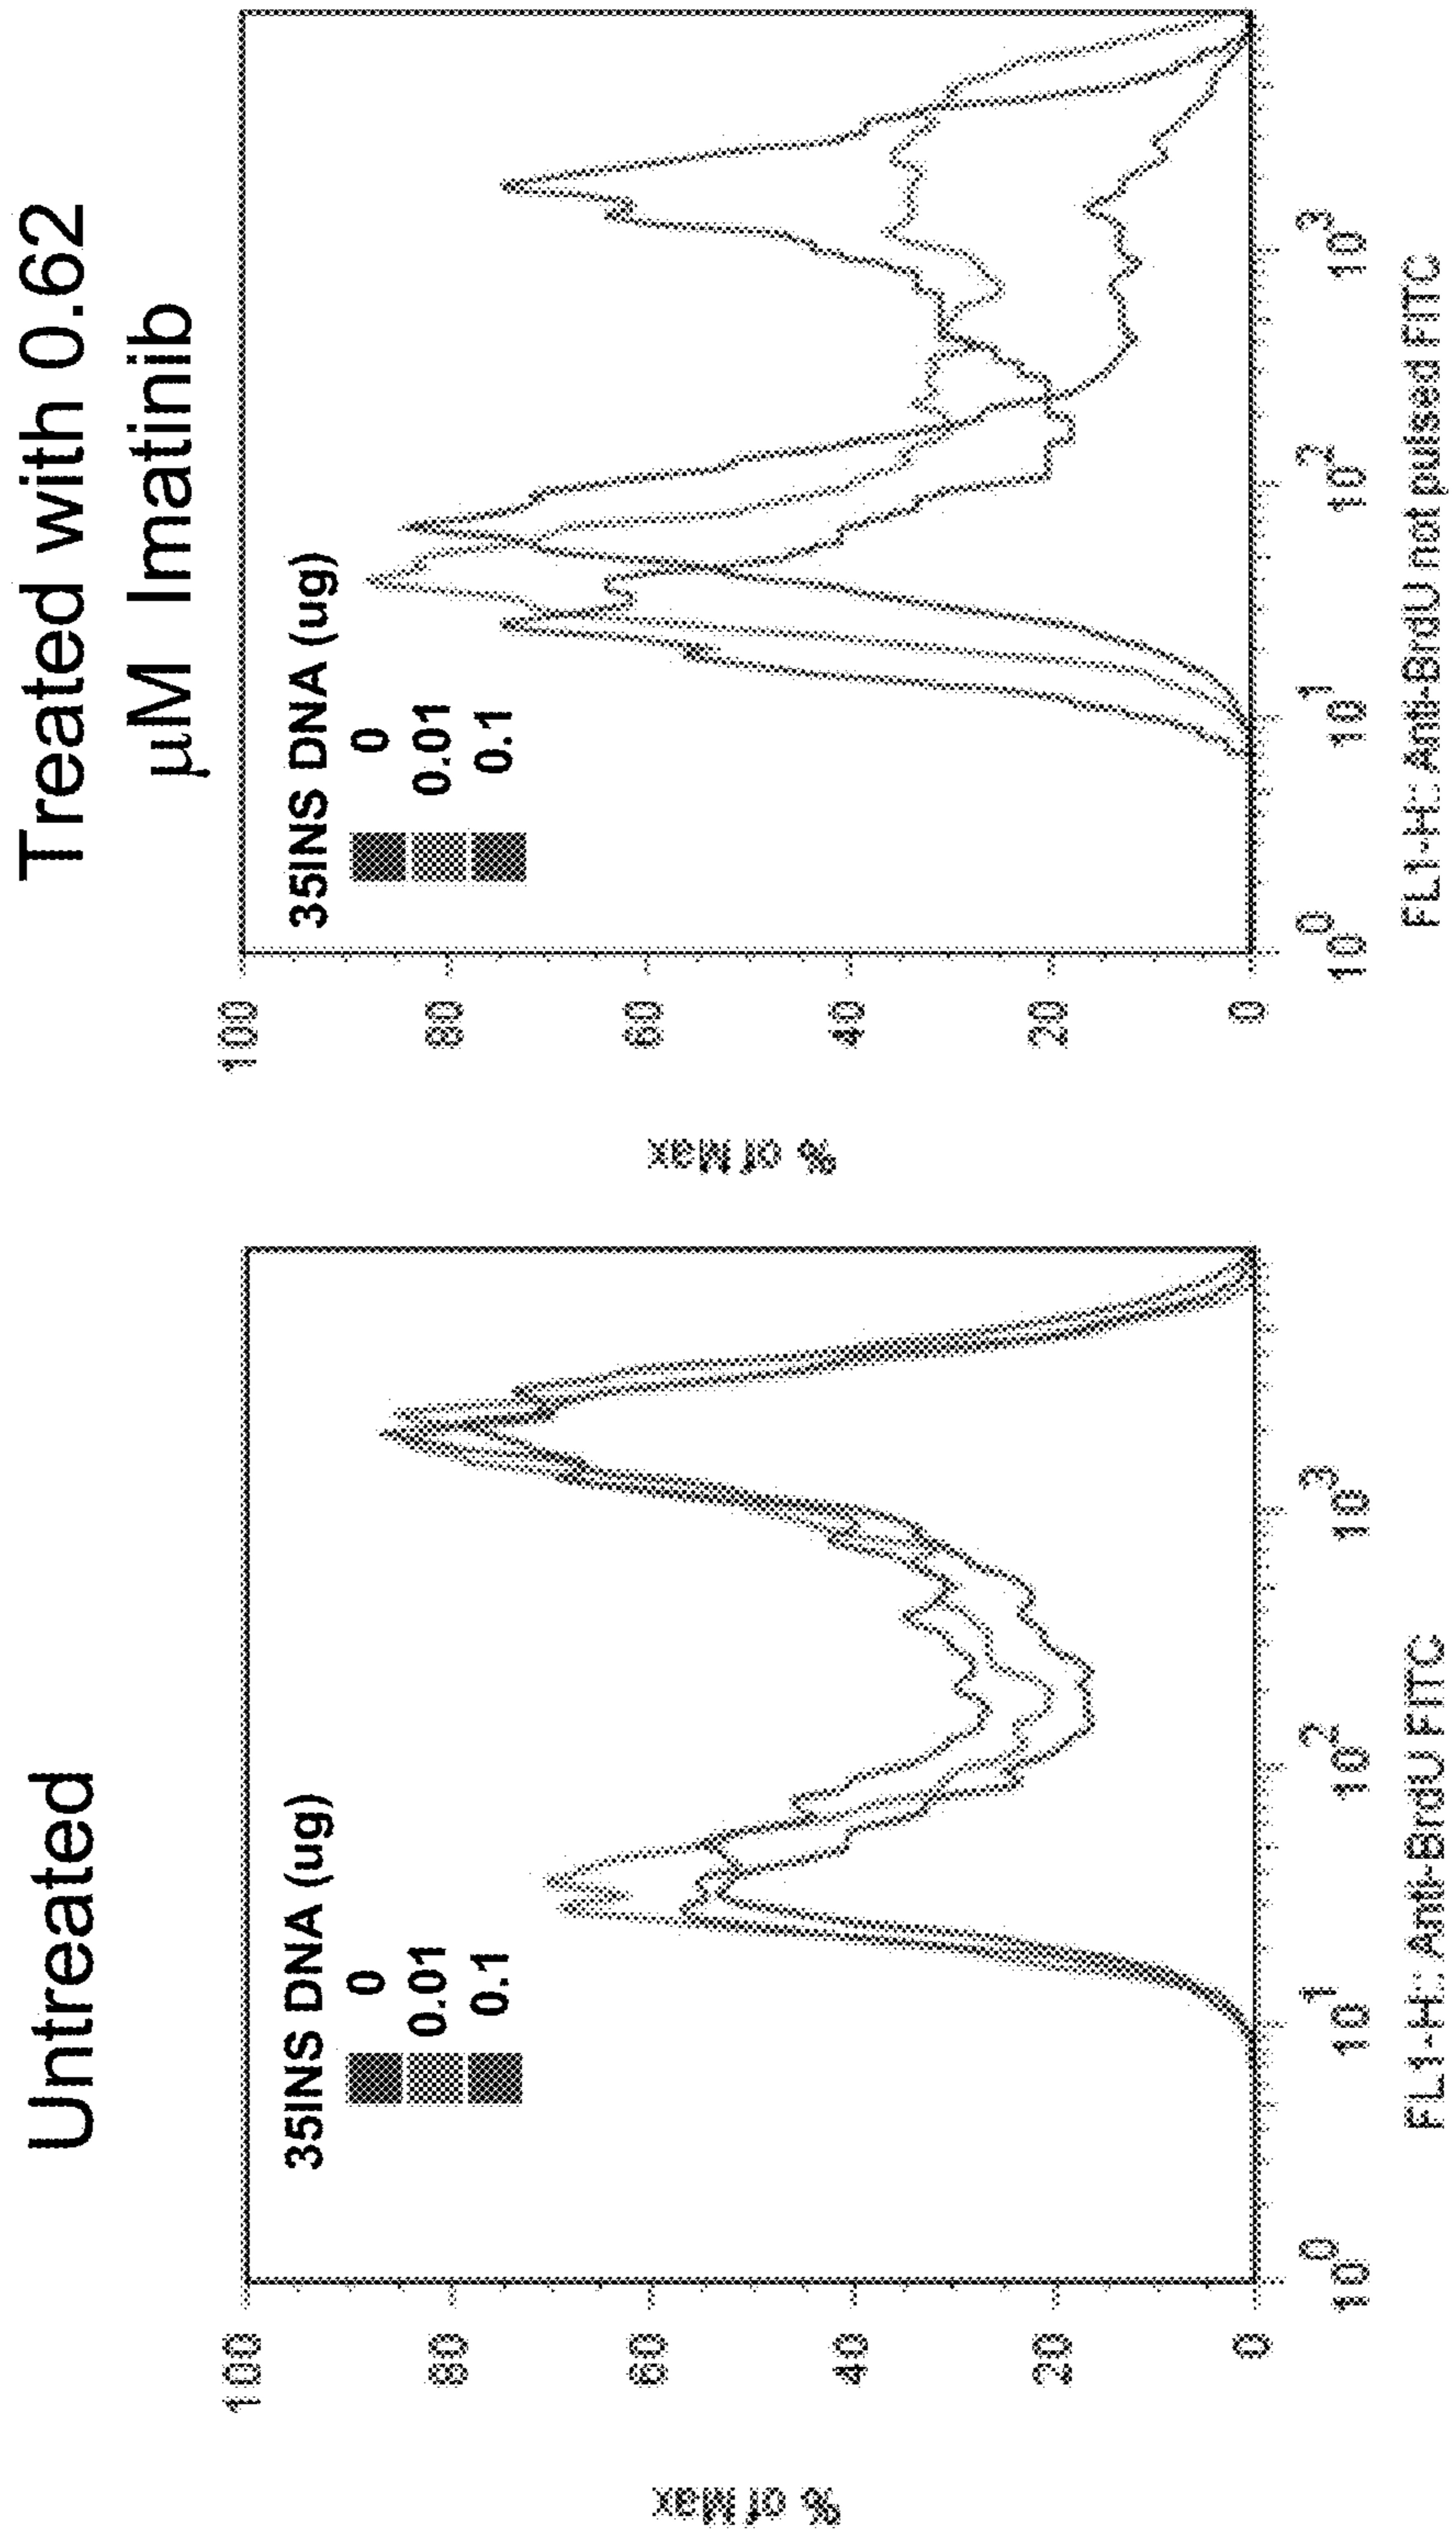 Untreated
100
80
60
40
20
0
% of Max
35INS DNA (ug)
0
0.01
0.1
10^0
10^1
10^2
10^3
FL1-H:: Anti-BrdU FITC
Treated with 0.62
µM Imatinib
100
80
60
40
20
0
% of Max
35INS DNA (ug)
0
0.01
0.1
10^0
10^1
10^2
10^3
FL1-H:: Anti-BrdU not pulsed FITC